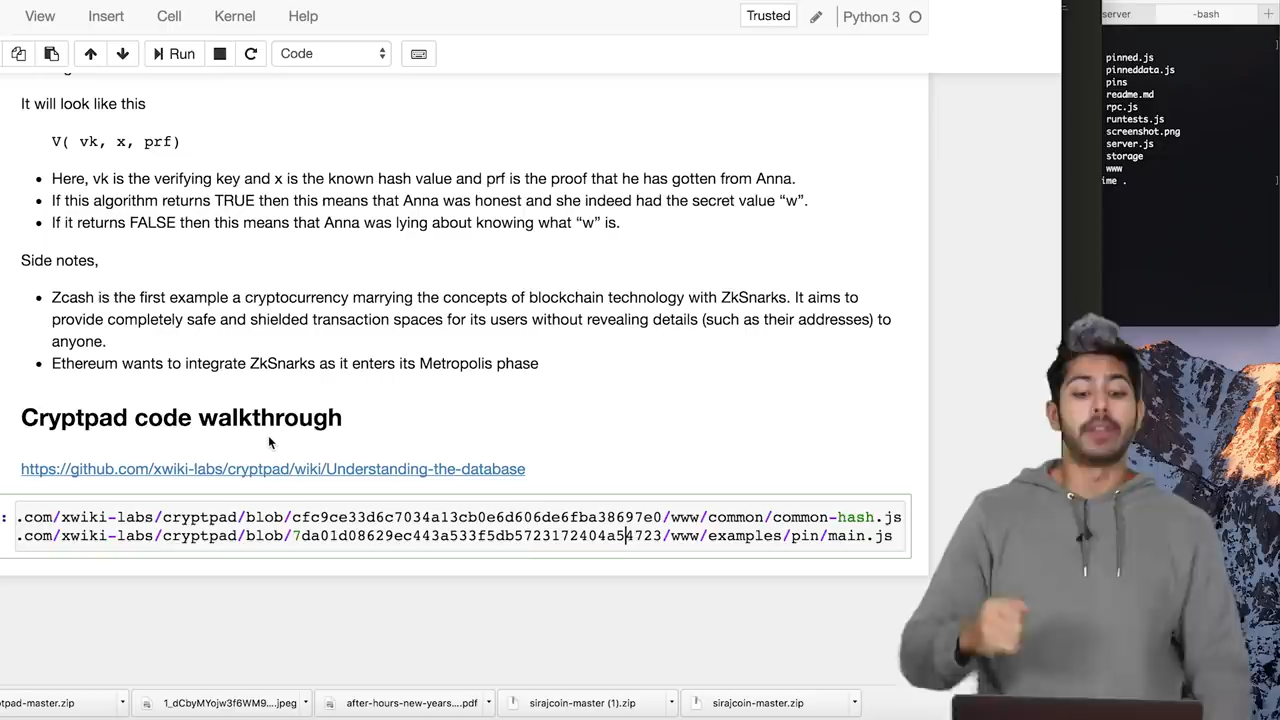 View Insert Cell Kernel Help Trusted Python 3
Run Code
It will look like this
V( vk, x, prf)
• Here, vk is the verifying key and x is the known hash value and prf is the proof that he has gotten from Anna.
• If this algorithm returns TRUE then this means that Anna was honest and she indeed had the secret value “w”.
• If it returns FALSE then this means that Anna was lying about knowing what “w” is.
Side notes,
• Zcash is the first example a cryptocurrency marrying the concepts of blockchain technology with ZkSnarks. It aims to
provide completely safe and shielded transaction spaces for its users without revealing details (such as their addresses) to
anyone.
• Ethereum wants to integrate ZkSnarks as it enters its Metropolis phase
Cryptpad code walkthrough
https://github.com/xwiki-labs/cryptpad/wiki/Understanding-the-database
: .com/xwiki-labs/cryptpad/blob/cfc9ce33d6c7034a13cb0e6d606de6fba38697e0/www/common/common-hash.js
.com/xwiki-labs/cryptpad/blob/7da01d08629ec443a533f5db5723172404a54723/www/examples/pin/main.js
ptpad-master.zip 1_dCbyMYojw3f6WM9....jpeg after-hours-new-years....pdf sirajcoin-master (1).zip sirajcoin-master.zip
server -bash
pinned.js
pinneddata.js
pins
readme.md
rpc.js
runtests.js
screenshot.png
server.js
storage
www
ime .